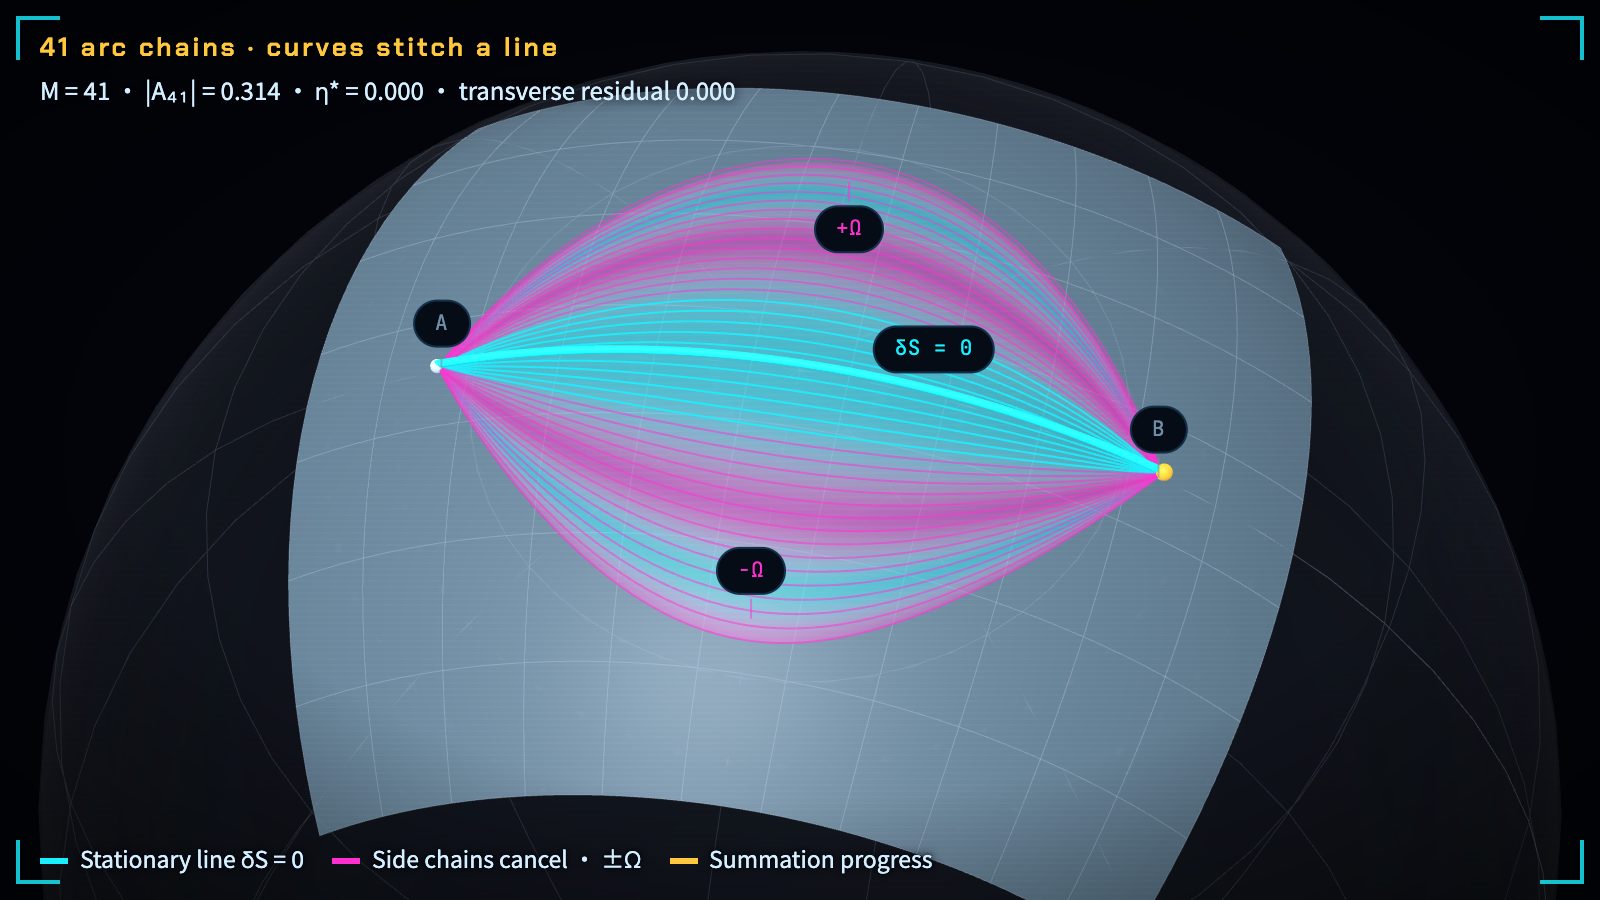 41 arc chains · curves stitch a line
M = 41 • |A₄₁| = 0.314 • η* = 0.000 • transverse residual 0.000
+Ω
A
δS = 0
B
-Ω
Stationary line δS = 0
Side chains cancel • ±Ω
Summation progress